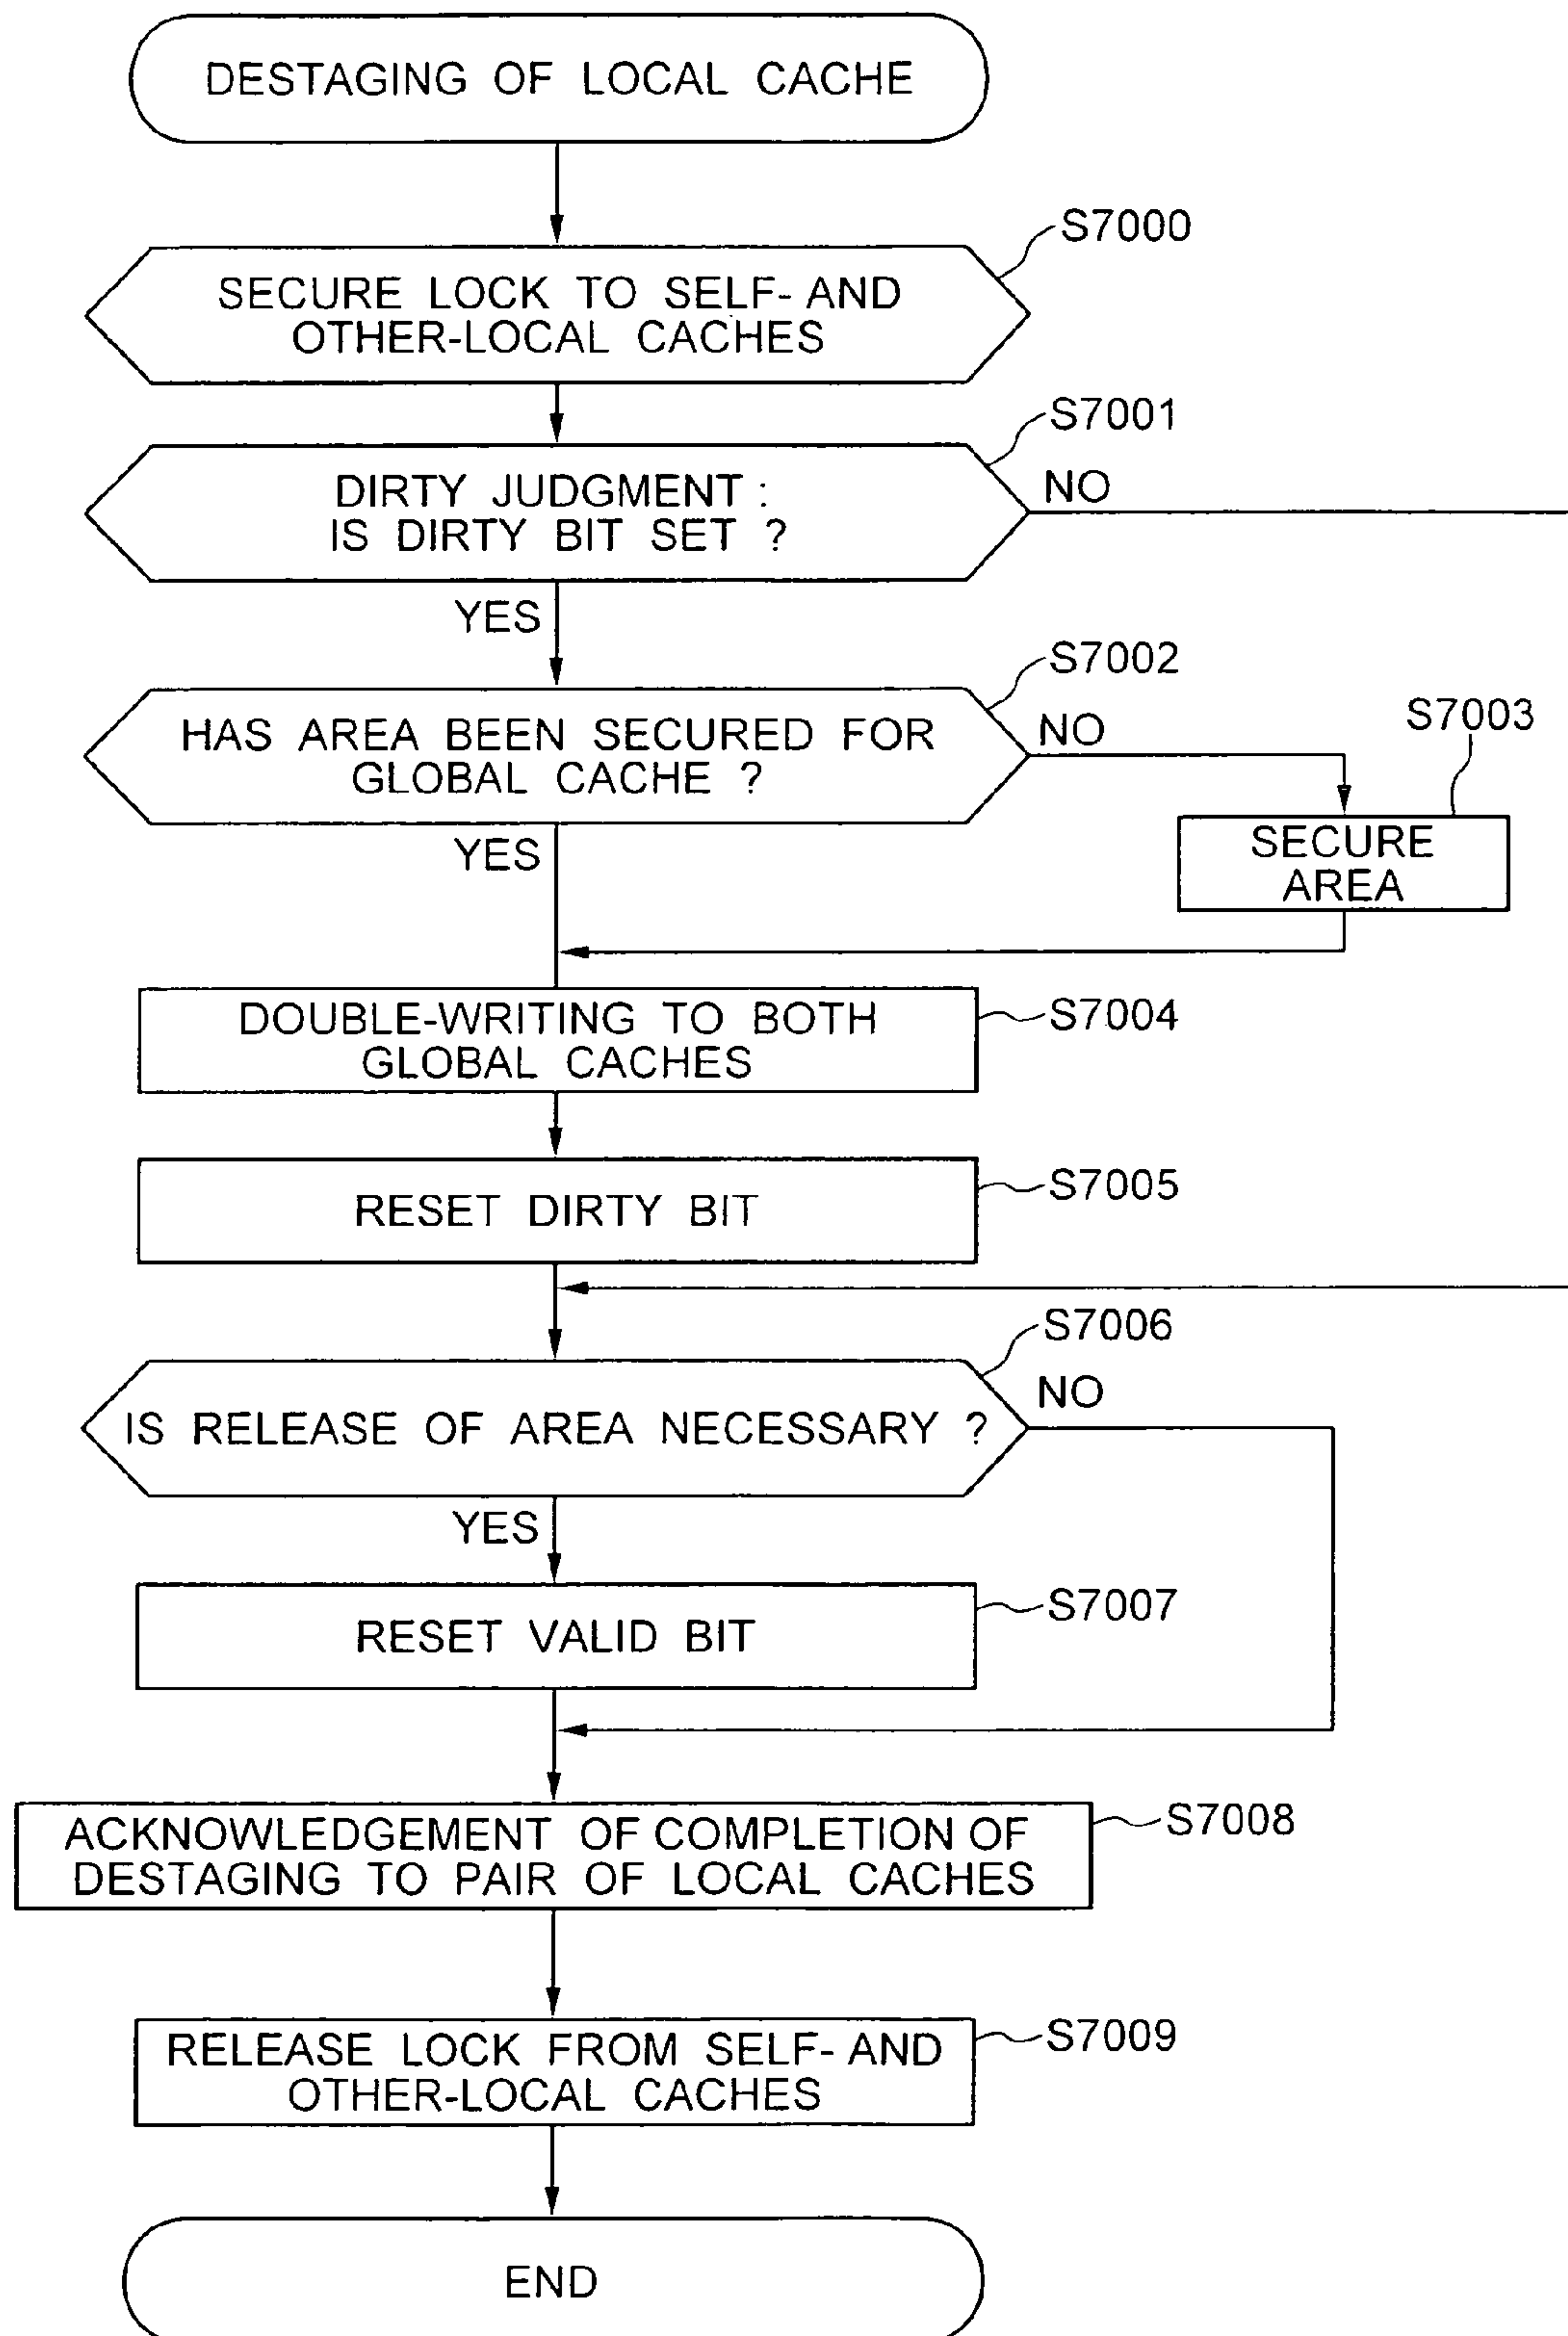 DESTAGING OF LOCAL CACHE
S7000
SECURE LOCK TO SELF- AND
OTHER-LOCAL CACHES
S7001
DIRTY JUDGMENT :
IS DIRTY BIT SET ?
NO
YES
S7002
HAS AREA BEEN SECURED FOR
GLOBAL CACHE ?
NO
S7003
SECURE
AREA
YES
DOUBLE-WRITING TO BOTH
GLOBAL CACHES
S7004
RESET DIRTY BIT
S7005
S7006
IS RELEASE OF AREA NECESSARY ?
NO
YES
RESET VALID BIT
S7007
ACKNOWLEDGEMENT OF COMPLETION OF
DESTAGING TO PAIR OF LOCAL CACHES
S7008
RELEASE LOCK FROM SELF- AND
OTHER-LOCAL CACHES
S7009
END